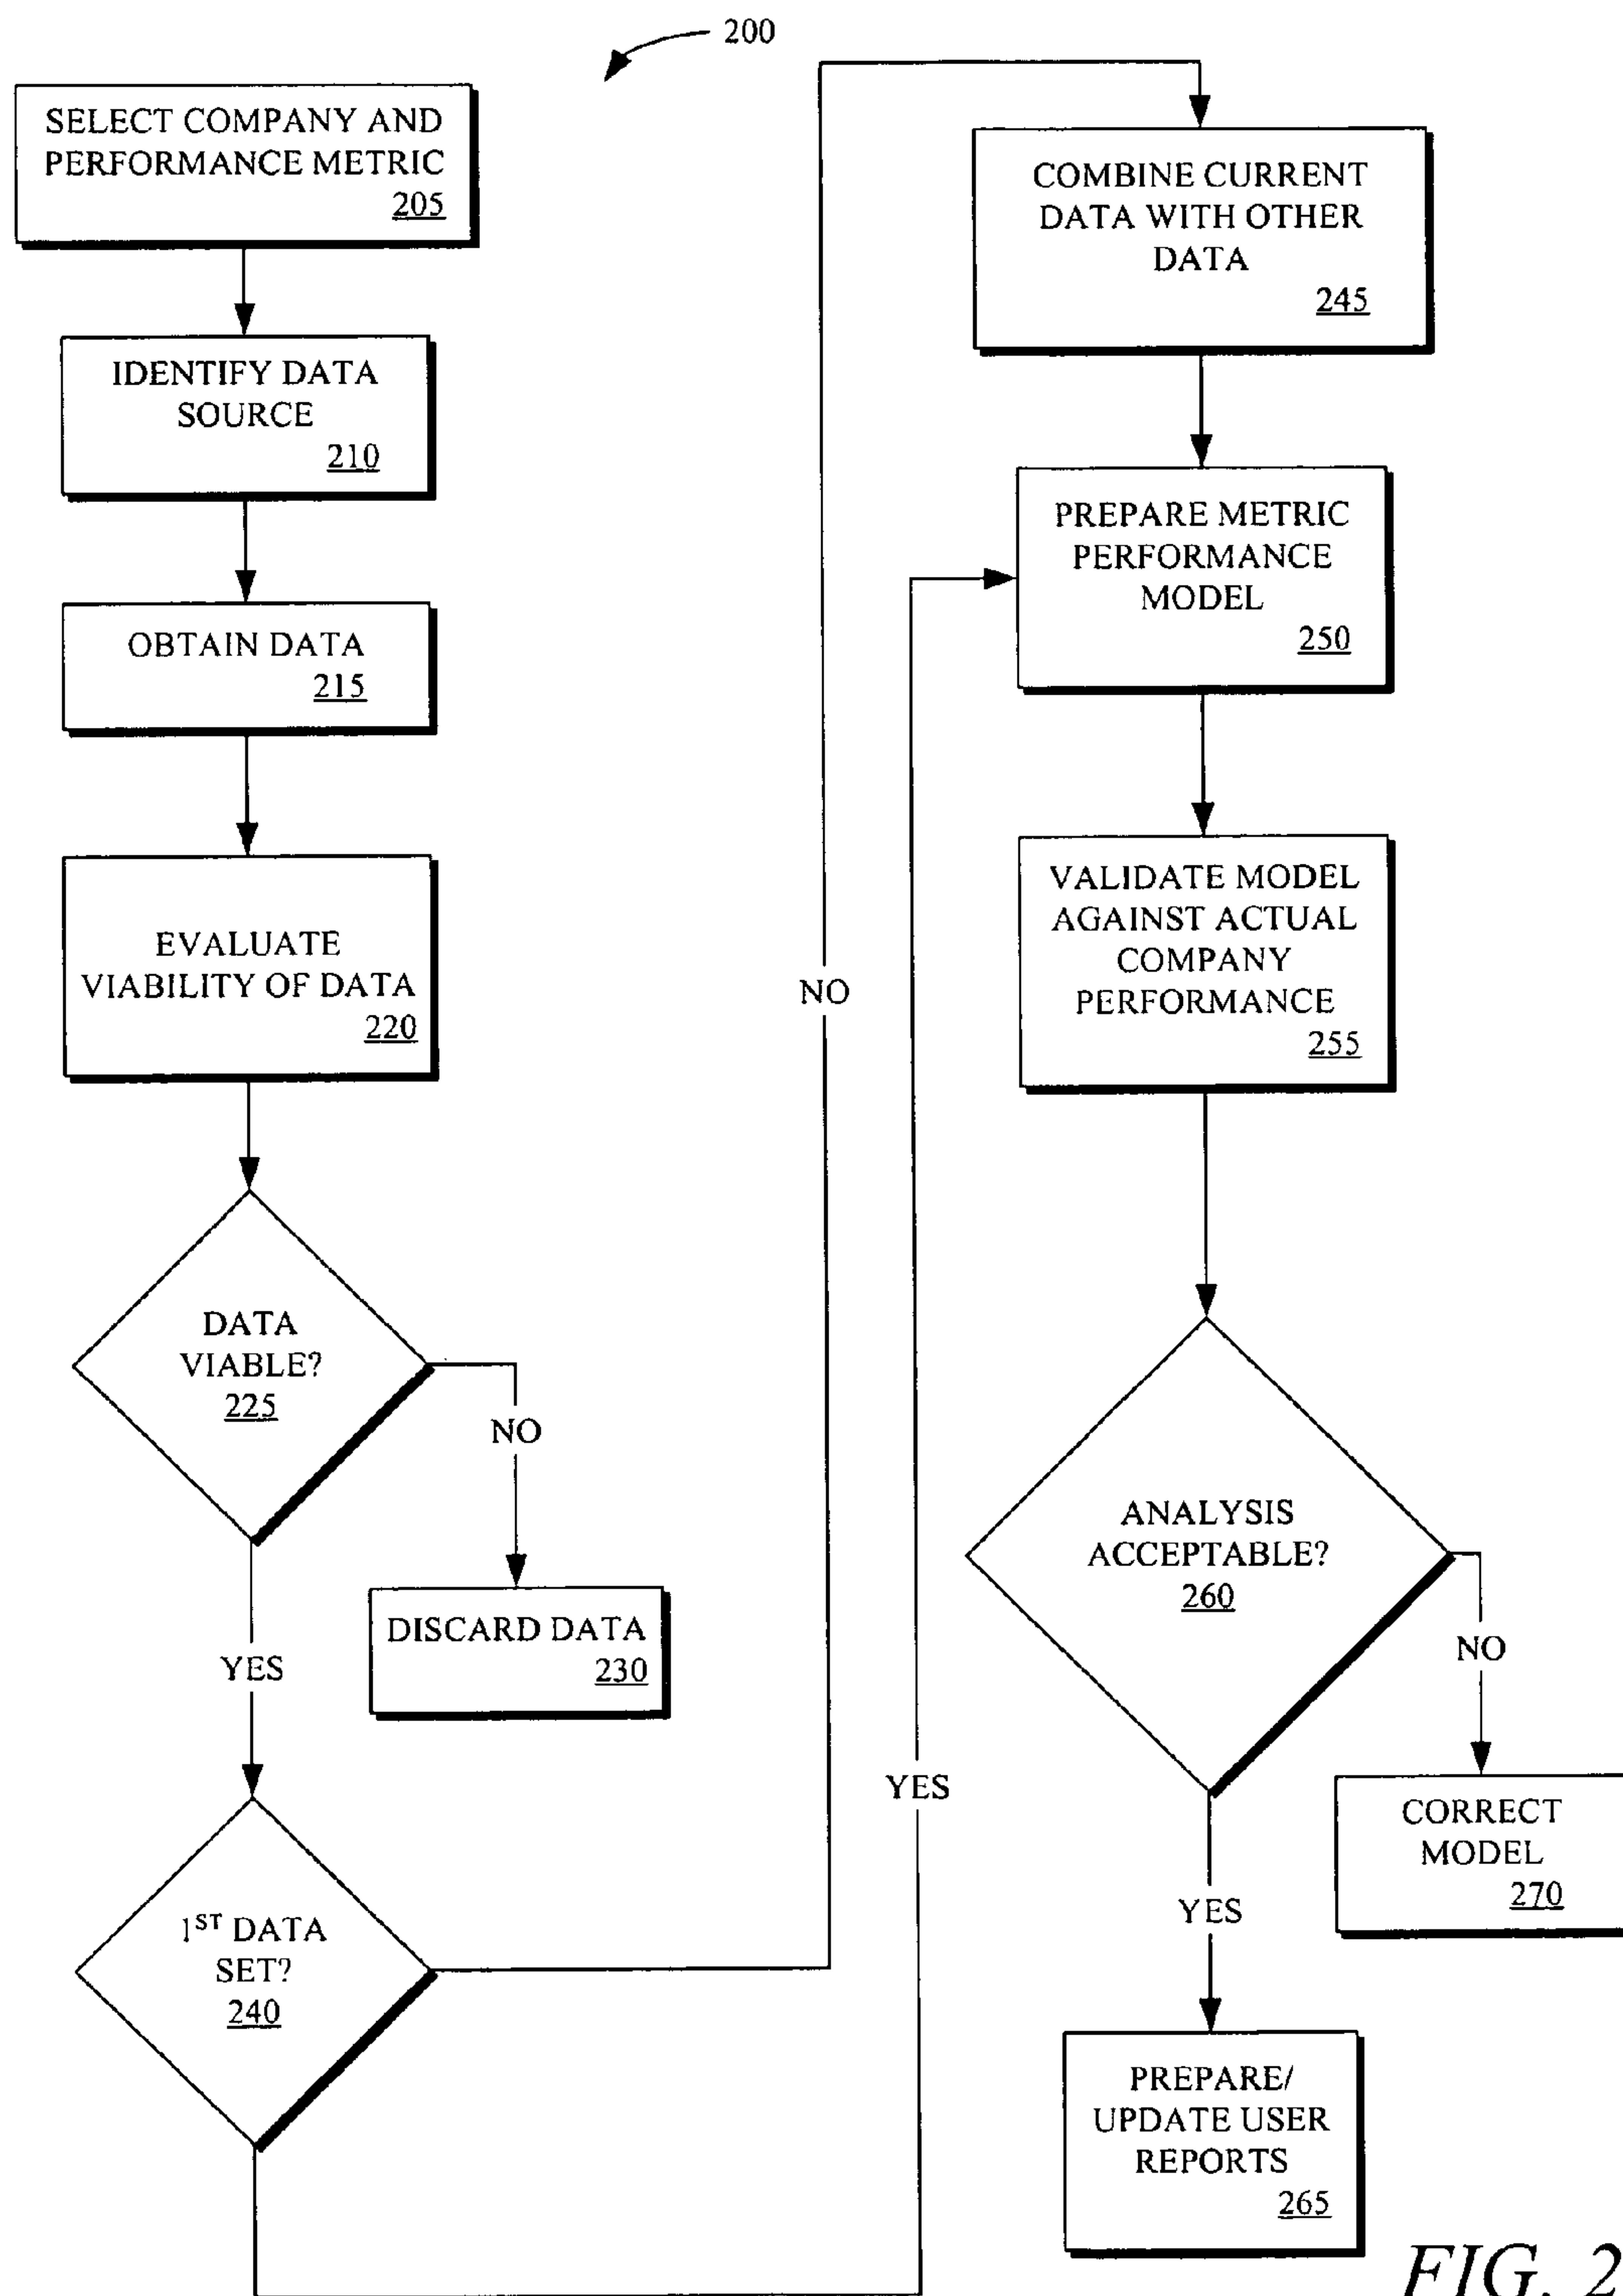 200
SELECT COMPANY AND
PERFORMANCE METRIC
205
IDENTIFY DATA
SOURCE
210
OBTAIN DATA
215
EVALUATE
VIABILITY OF DATA
220
DATA
VIABLE?
225
NO
DISCARD DATA
230
YES
1ST DATA
SET?
240
NO
YES
COMBINE CURRENT
DATA WITH OTHER
DATA
245
PREPARE METRIC
PERFORMANCE
MODEL
250
VALIDATE MODEL
AGAINST ACTUAL
COMPANY
PERFORMANCE
255
ANALYSIS
ACCEPTABLE?
260
NO
CORRECT
MODEL
270
YES
PREPARE/
UPDATE USER
REPORTS
265
FIG. 2